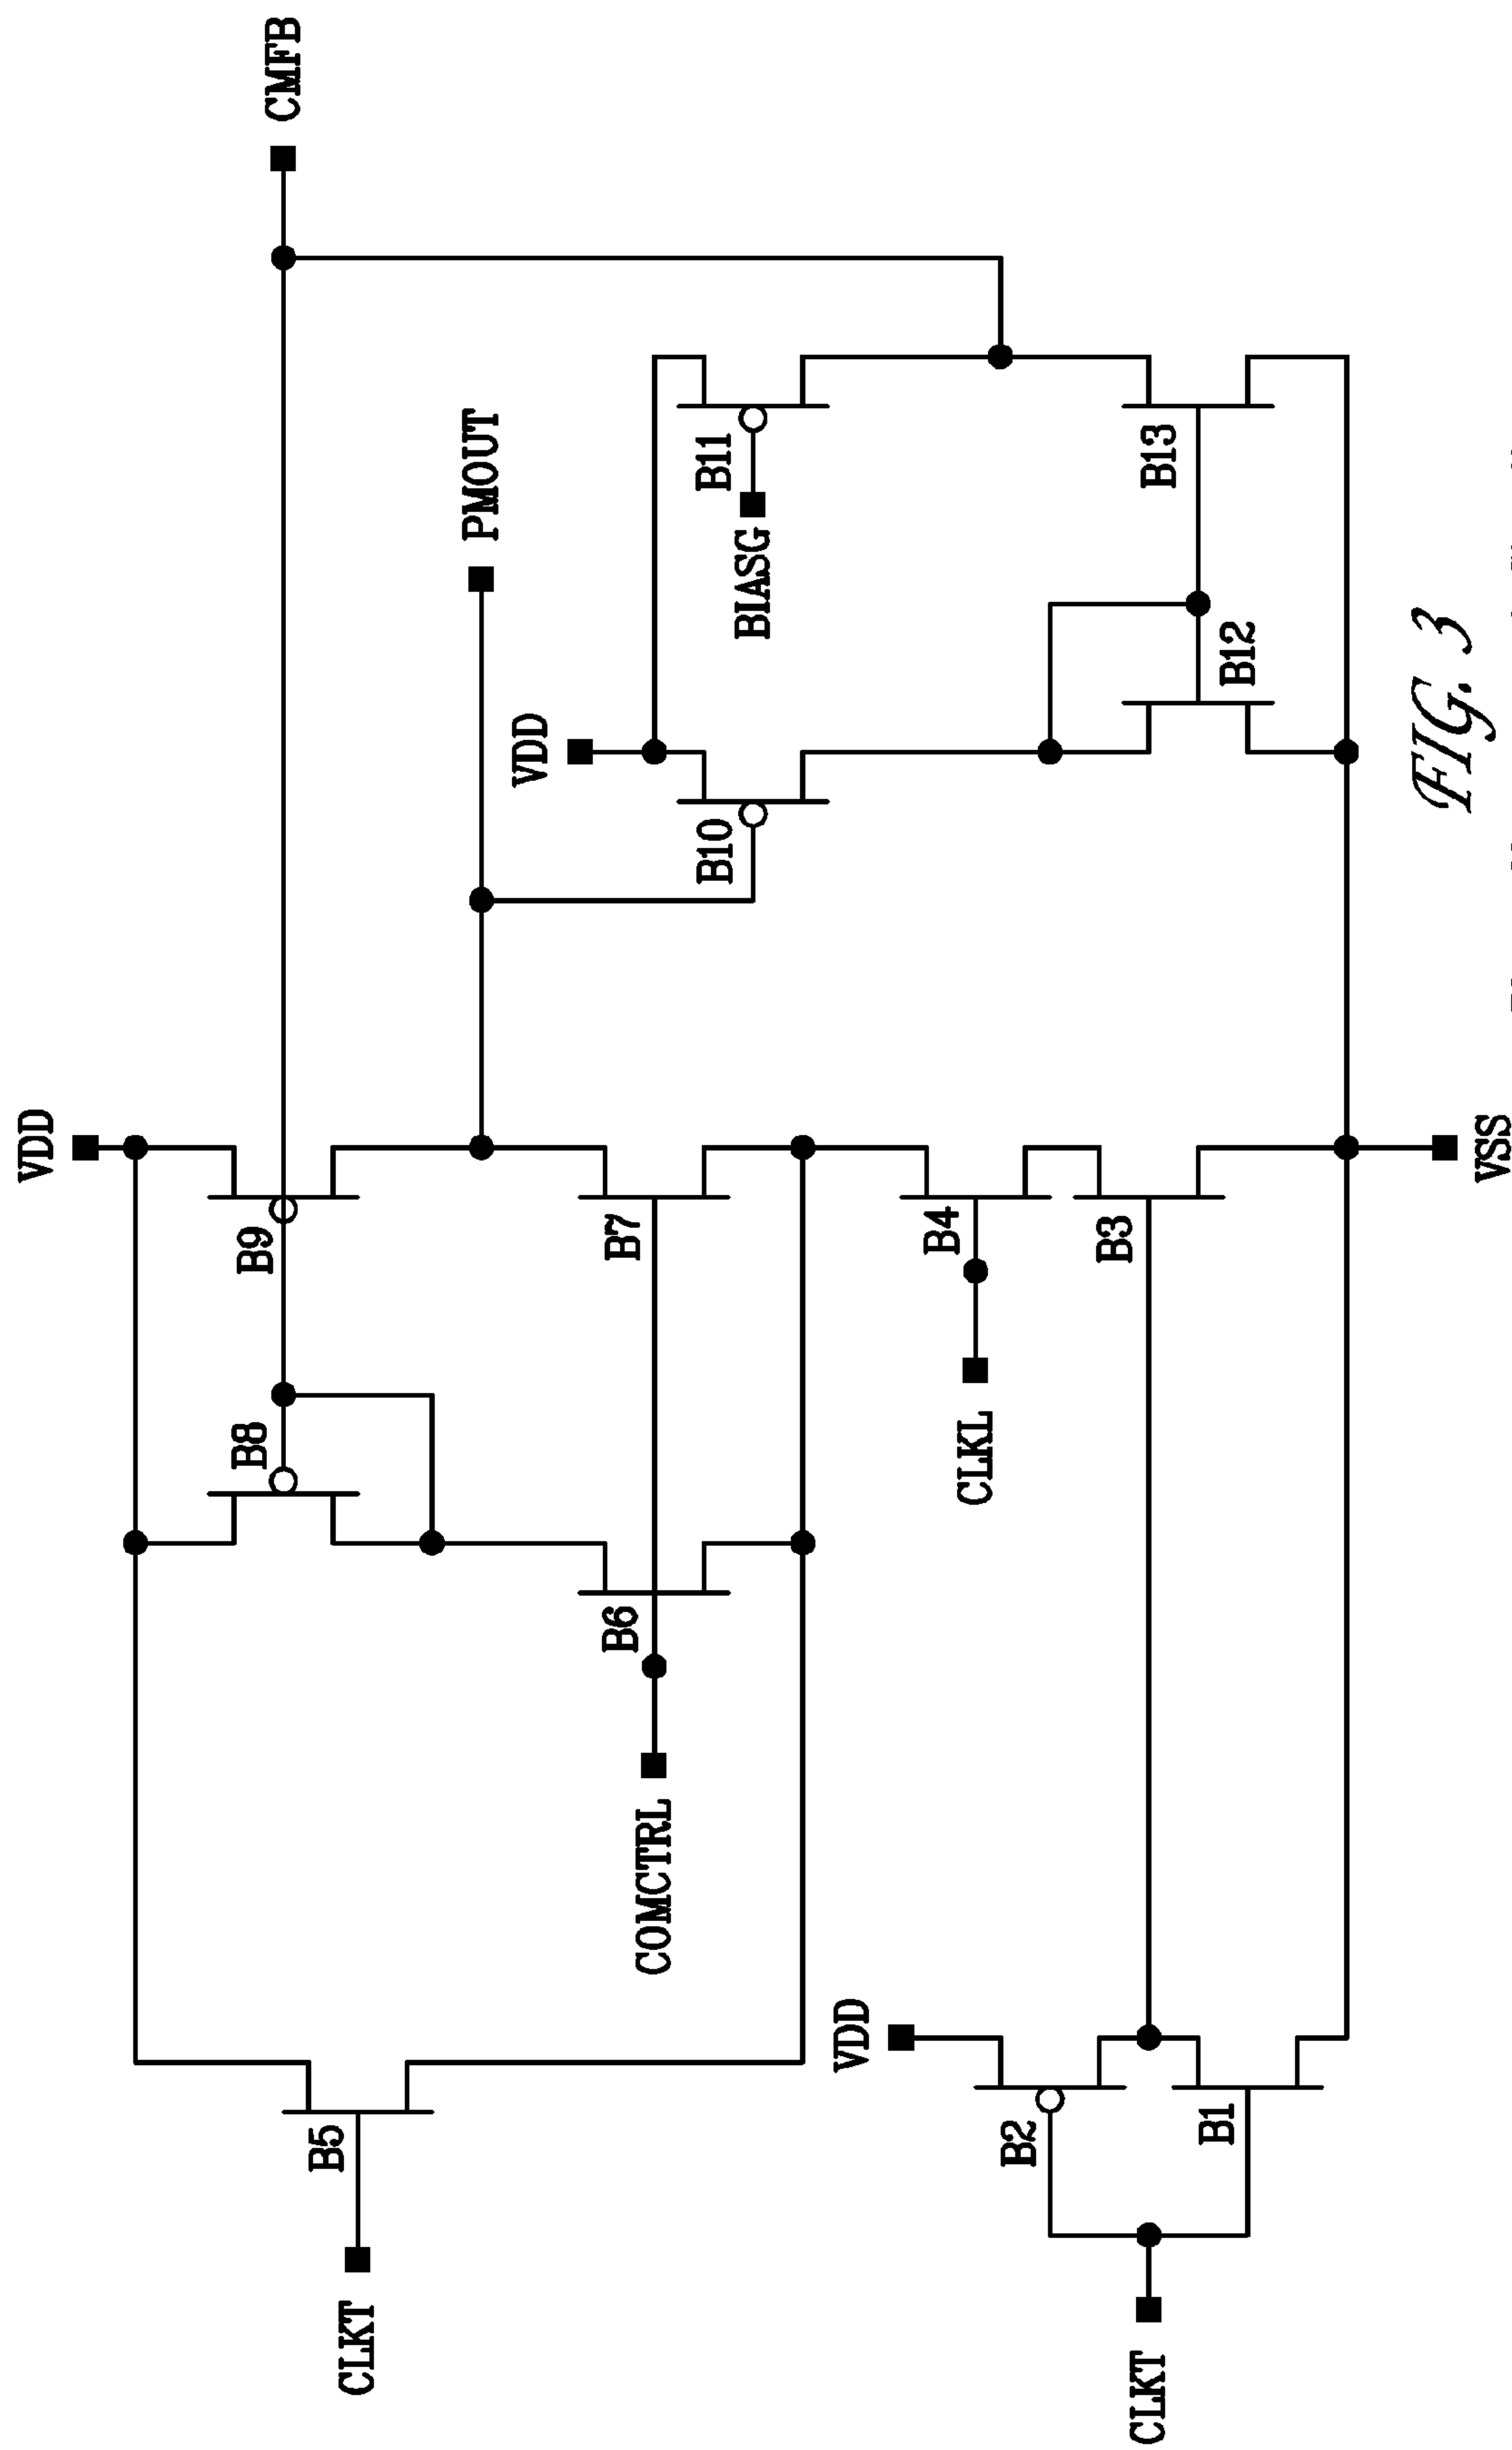 VDD
CMFB
B8
B9
B5
CLKT
PMOUT
VDD
B6
B7
COMCTRL
B10
B11
BIASG
VDD
B4
CLKL
B2
B3
CLKT
B13
B1
B12
FIG. 3
VSS